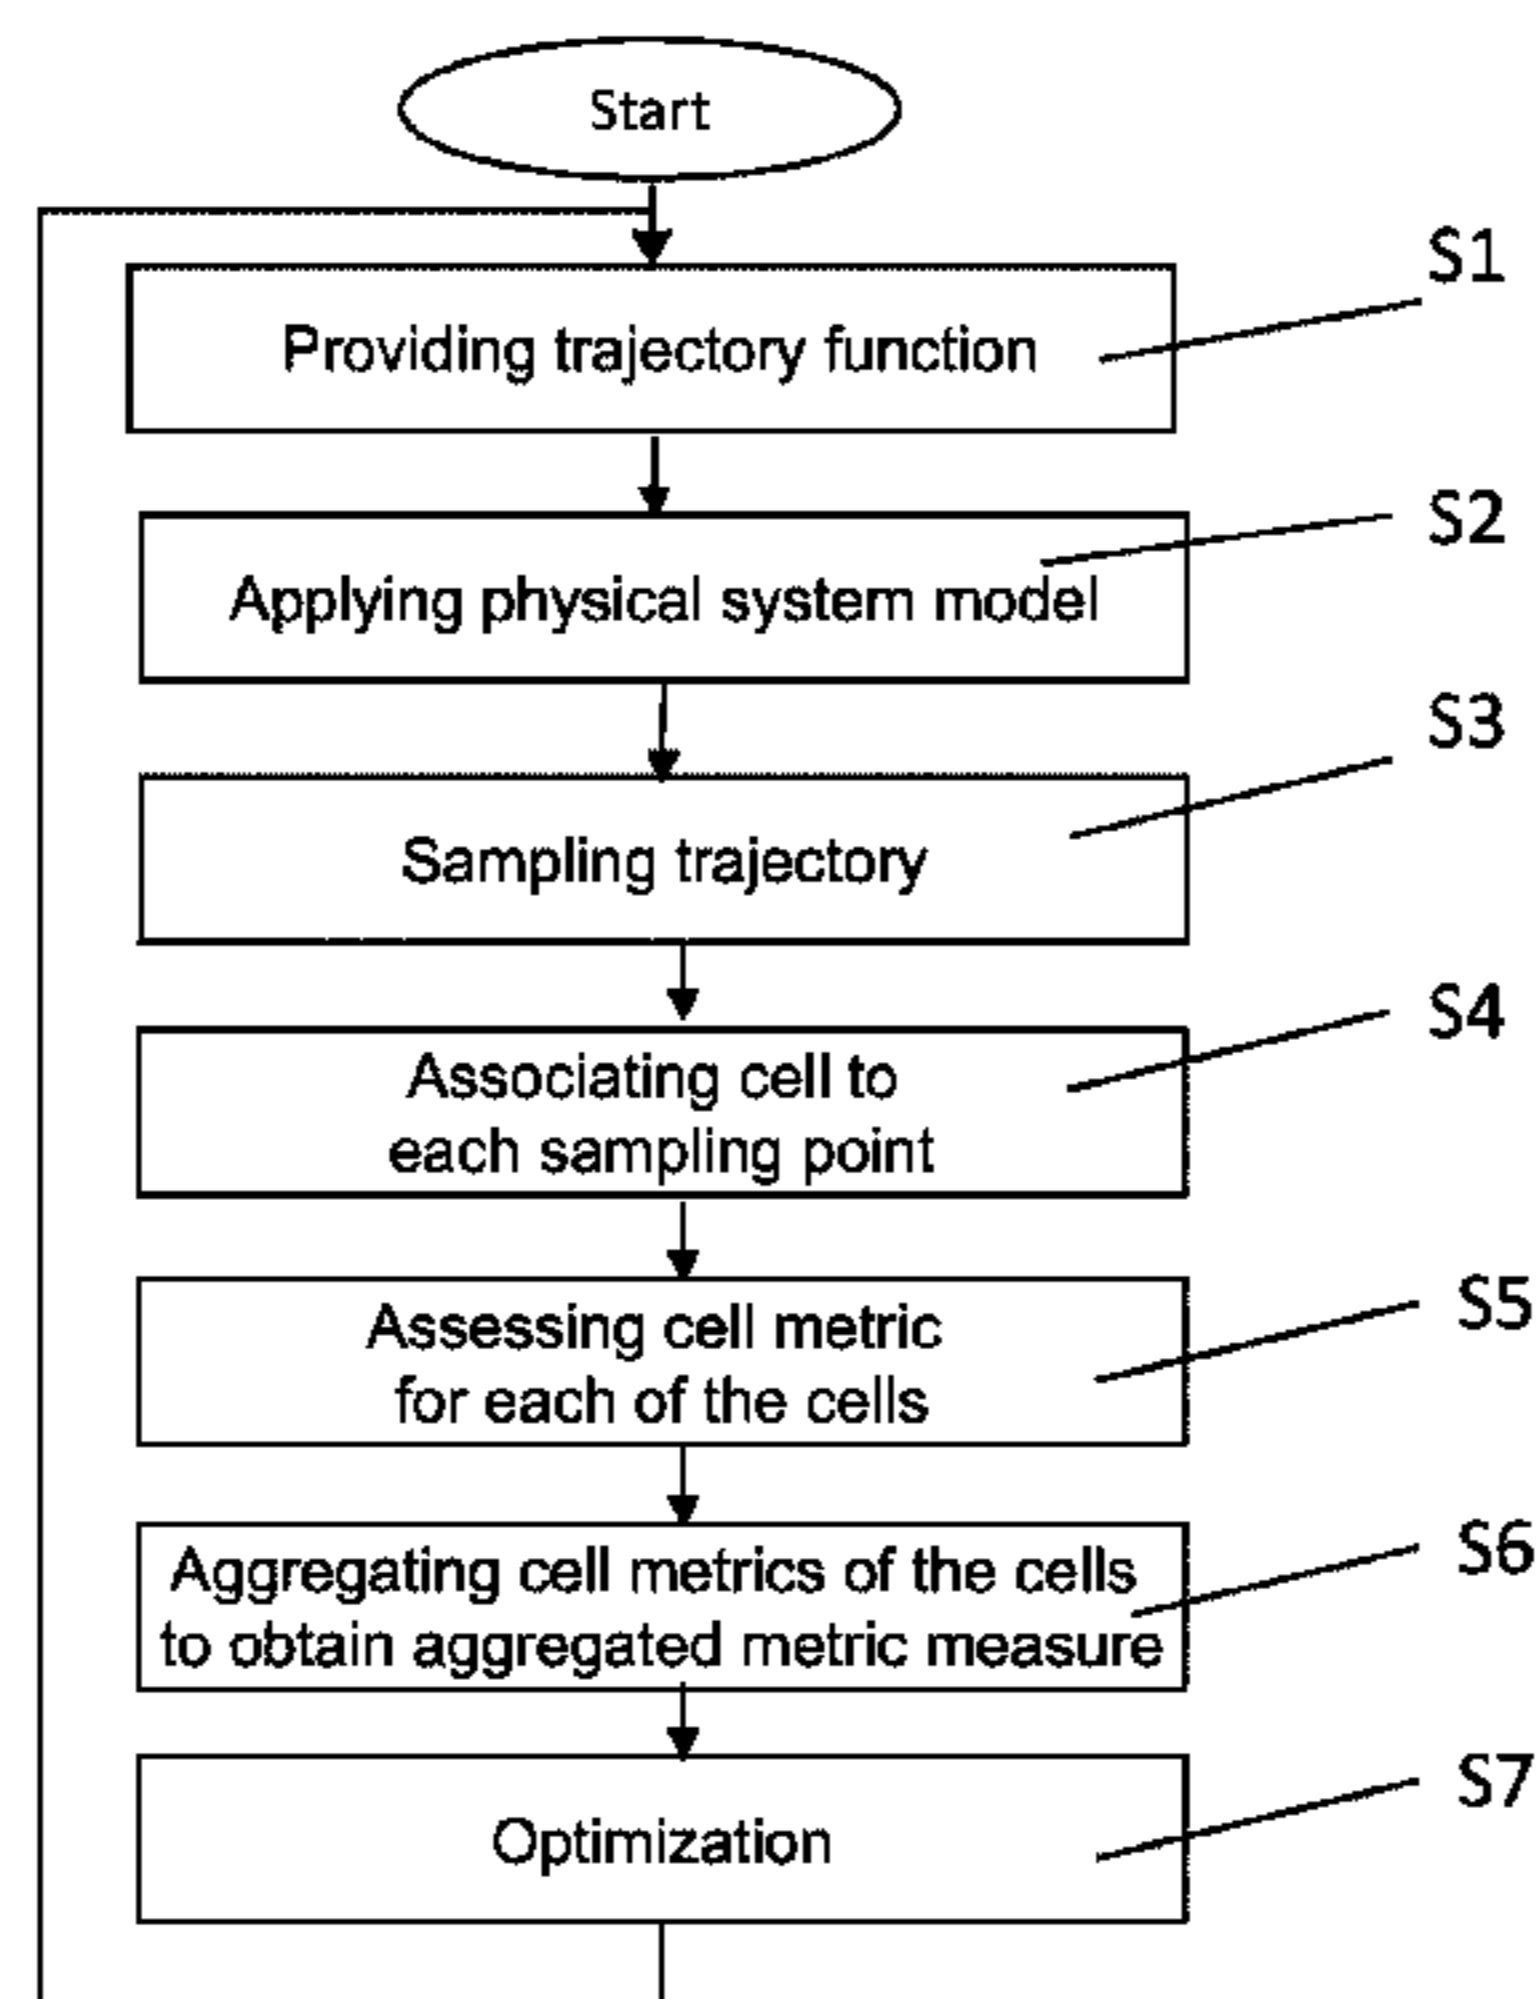 Start
S1
Providing trajectory function
S2
Applying physical system model
S3
Sampling trajectory
S4
Associating cell to
each sampling point
S5
Assessing cell metric
for each of the cells
S6
Aggregating cell metrics of the cells
to obtain aggregated metric measure
S7
Optimization